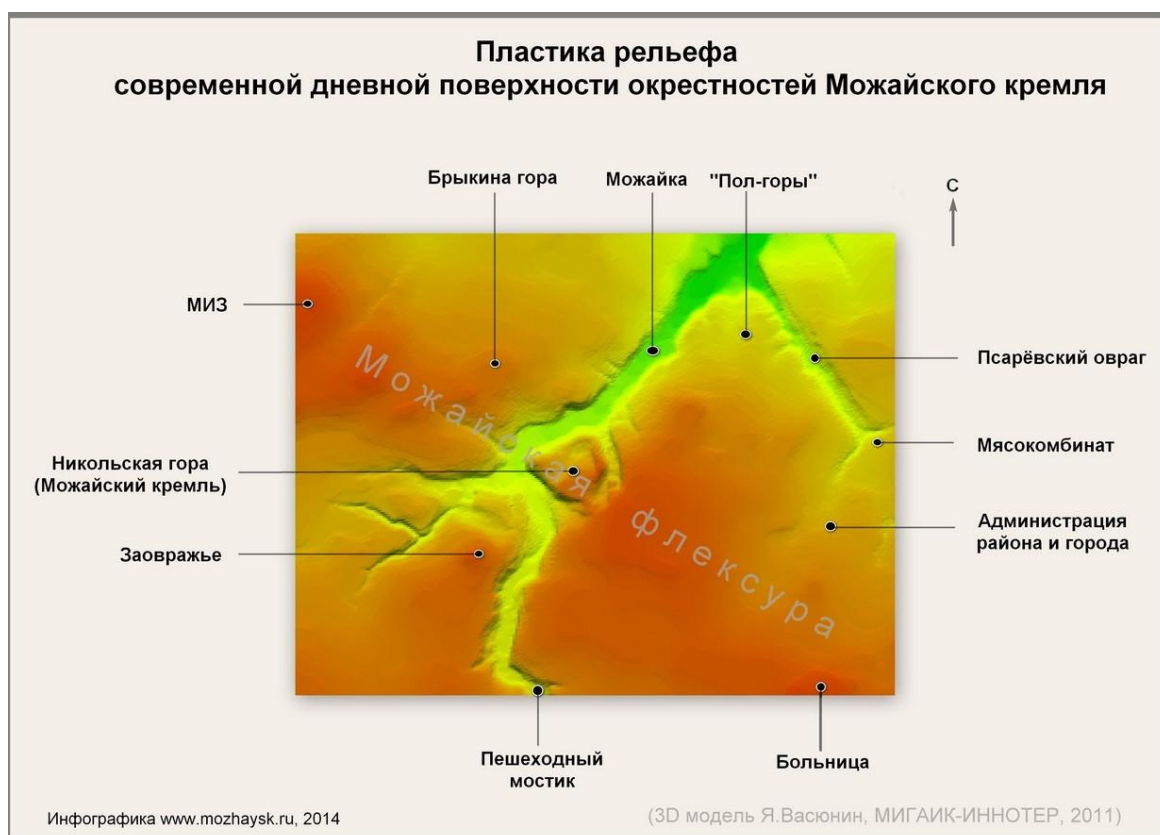 Пластика рельефа
современной дневной поверхности окрестностей Можайского кремля
Брыкина гора
Можайка
"Пол-горы"
С
МИЗ
Псарёвский овраг
Можайская флексура
Мясокомбинат
Никольская гора
(Можайский кремль)
Администрация
района и города
Заовражье
Пешеходный
мостик
Больница
Инфографика www.mozhaysk.ru, 2014
(3D модель Я.Васюнин, МИГАИК-ИННОТЕР, 2011)